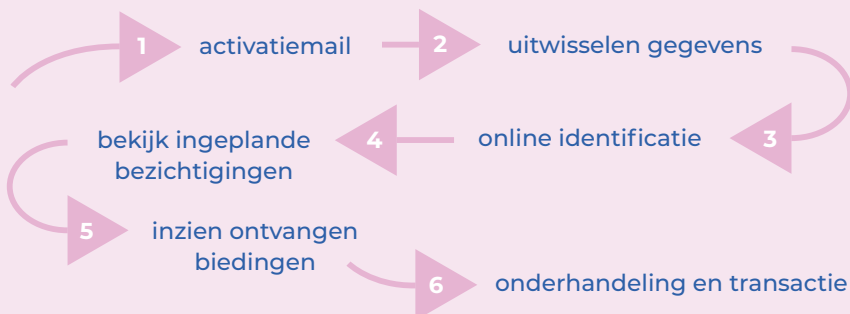 1 activatiemail
2 uitwisselen gegevens
3 online identificatie
4 bekijk ingeplande
bezichtigingen
5 inzien ontvangen
biedingen
6 onderhandeling en transactie